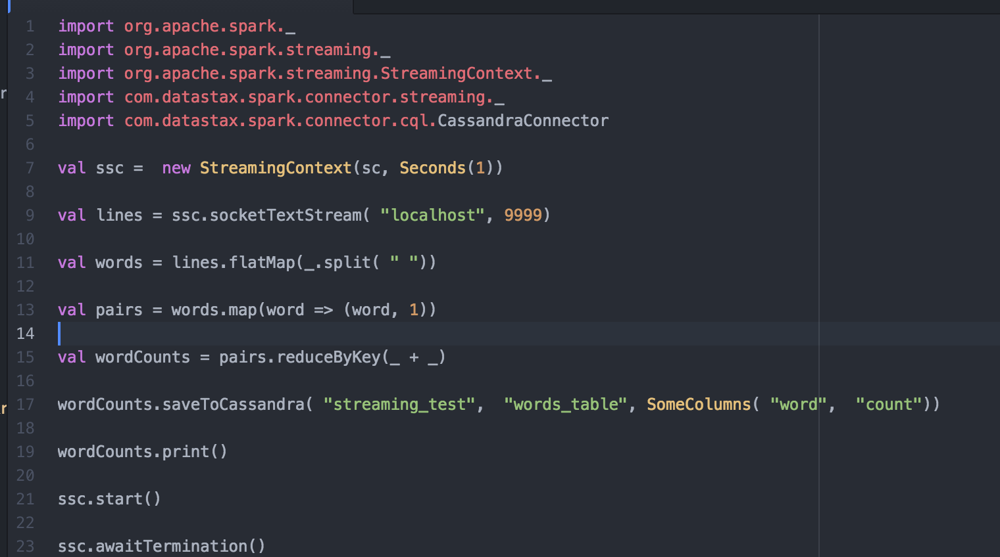 1 import org.apache.spark._
2 import org.apache.spark.streaming._
3 import org.apache.spark.streaming.StreamingContext._
4 import com.datastax.spark.connector.streaming._
5 import com.datastax.spark.connector.cql.CassandraConnector
6
7 val ssc =  new StreamingContext(sc, Seconds(1))
8
9 val lines = ssc.socketTextStream( "localhost", 9999)
10
11 val words = lines.flatMap(_.split( " "))
12
13 val pairs = words.map(word => (word, 1))
14
15 val wordCounts = pairs.reduceByKey(_ + _)
16
17 wordCounts.saveToCassandra( "streaming_test",  "words_table", SomeColumns( "word",  "count"))
18
19 wordCounts.print()
20
21 ssc.start()
22
23 ssc.awaitTermination()